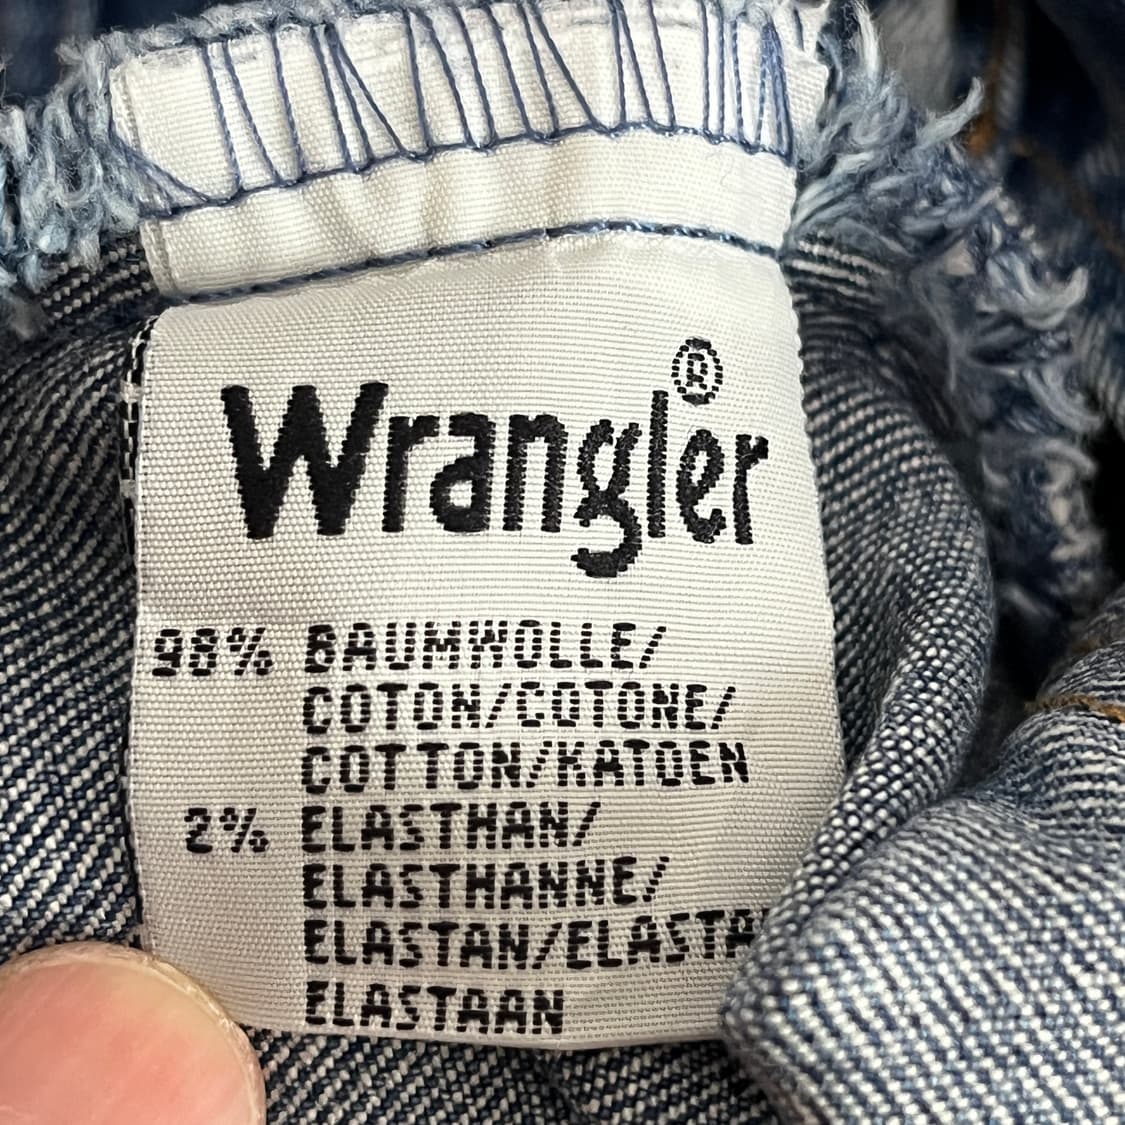 Wrangler®
98% BAUMWOLLE/
COTON/COTONE/
COTTON/KATOEN
2% ELASTHAN/
ELASTHANNE/
ELASTAN/
ELASTAAN